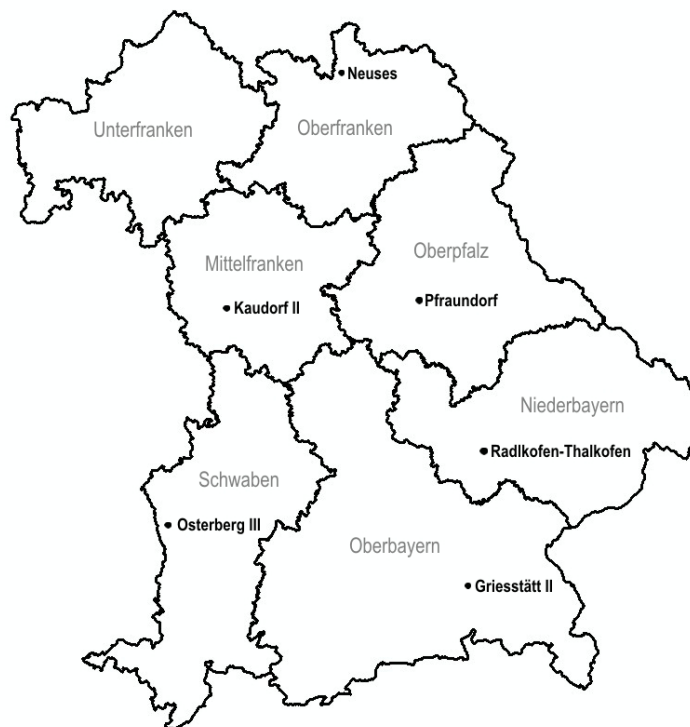 Neuses
Unterfranken
Oberfranken
Mittelfranken
Oberpfalz
Kaudorf II
Pfraundorf
Niederbayern
Radlkofen-Thalkofen
Schwaben
Osterberg III
Oberbayern
Griesstätt II